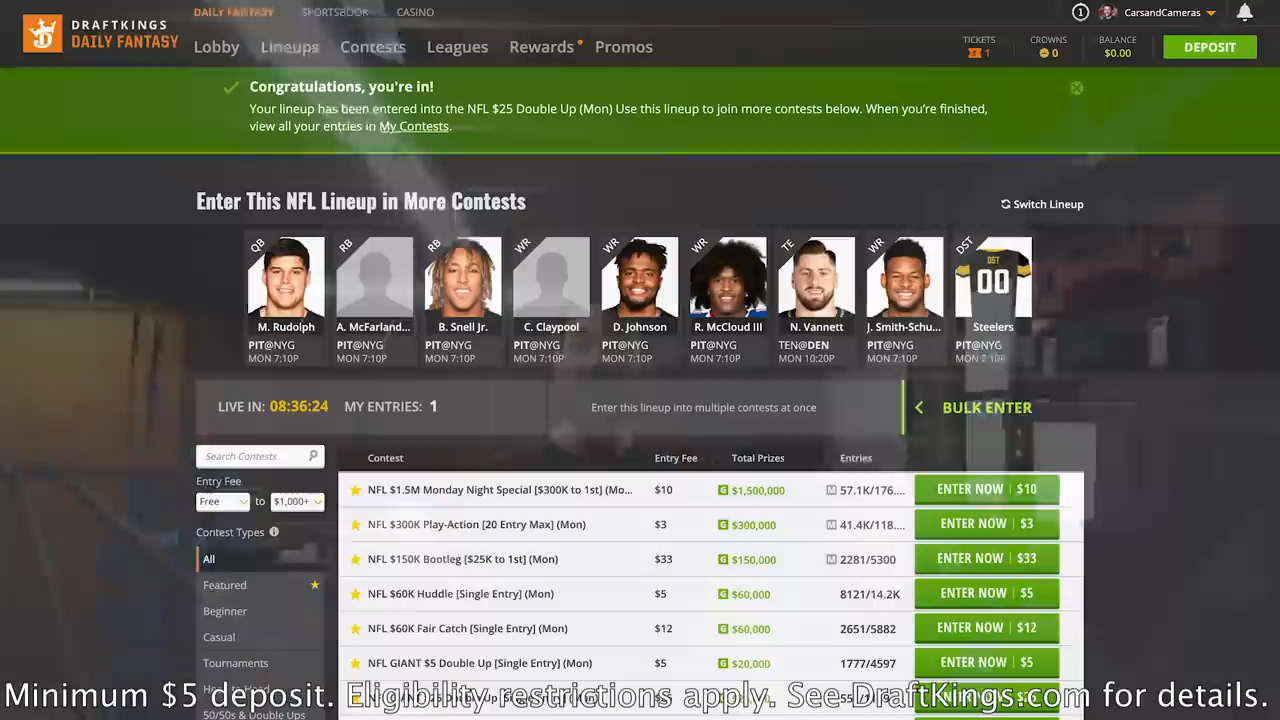 DRAFTKINGS
DAILY FANTASY
DAILY FANTASY SPORTSBOOK CASINO
CarsandCameras
Lobby Lineups Contests Leagues Rewards Promos
TICKETS
1
CROWNS
0
BALANCE
$0.00
DEPOSIT
Congratulations, you're in!
Your lineup has been entered into the NFL $25 Double Up (Mon) Use this lineup to join more contests below. When you're finished,
view all your entries in My Contests.
Enter This NFL Lineup in More Contests
Switch Lineup
QB RB RB WR WR WR TE WR DST
DST
00
M. Rudolph A. McFarland... B. Snell Jr. C. Claypool D. Johnson R. McCloud III N. Vannett J. Smith-Schu... Steelers
PIT@NYG PIT@NYG PIT@NYG PIT@NYG PIT@NYG PIT@NYG TEN@DEN PIT@NYG PIT@NYG
MON 7:10P MON 7:10P MON 7:10P MON 7:10P MON 7:10P MON 7:10P MON 10:20P MON 7:10P MON 7:10P
LIVE IN: 08:36:24 MY ENTRIES: 1
Enter this lineup into multiple contests at once
BULK ENTER
Search Contests
Entry Fee
Free to $1,000+
Contest Types
All
Featured
Beginner
Casual
Tournaments
50/50s & Double Ups
Contest Entry Fee Total Prizes Entries
NFL $1.5M Monday Night Special [$300K to 1st] (Mo... $10 G $1,500,000 M 57.1K/176.... ENTER NOW | $10
NFL $300K Play-Action [20 Entry Max] (Mon) $3 G $300,000 M 41.4K/118.... ENTER NOW | $3
NFL $150K Bootleg [$25K to 1st] (Mon) $33 G $150,000 M 2281/5300 ENTER NOW | $33
NFL $60K Huddle [Single Entry] (Mon) $5 G $60,000 8121/14.2K ENTER NOW | $5
NFL $60K Fair Catch [Single Entry] (Mon) $12 G $60,000 2651/5882 ENTER NOW | $12
NFL GIANT $5 Double Up [Single Entry] (Mon) $5 G $20,000 1777/4597 ENTER NOW | $5
Minimum $5 deposit. Eligibility restrictions apply. See DraftKings.com for details.